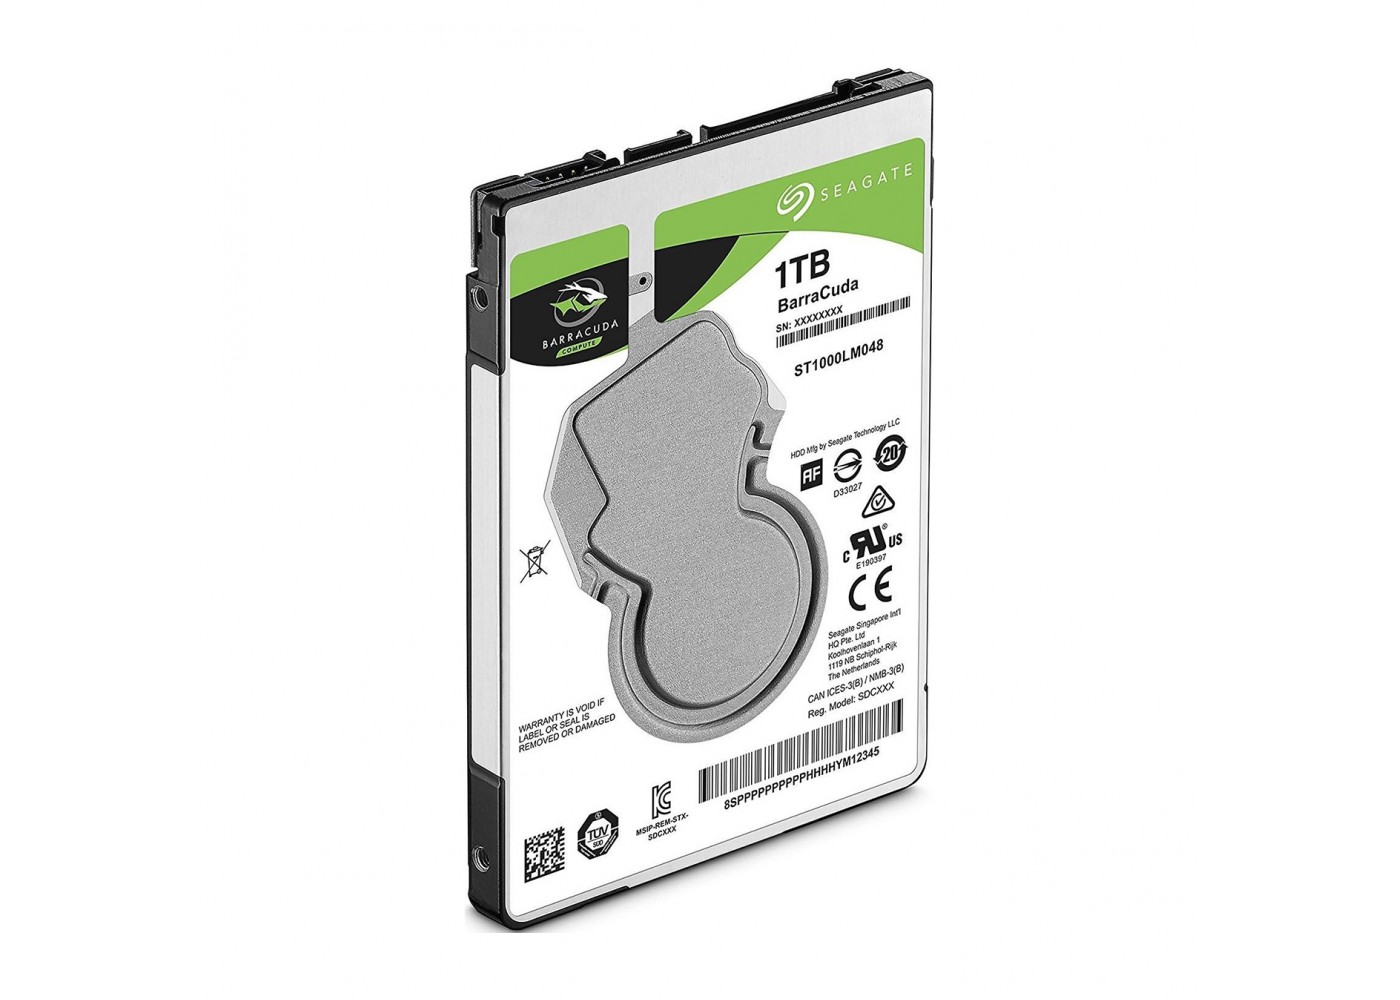 SEAGATE
BARRACUDA
COMPUTE
1TB
BarraCuda
SN: XXXXXXXX
ST1000LM048
HDD Mfg by Seagate Technology LLC
AF
20
D33027
C UR ® US
E190397
CE
Seagate Singapore Int'l
HQ Pte. Ltd
Koolhovenlaan 1
1119 NB Schiphol-Rijk
The Netherlands
CAN ICES-3(B) / NMB-3(B)
Reg. Model: SDCXXX
WARRANTY IS VOID IF
LABEL OR SEAL IS
REMOVED OR DAMAGED
8SPPPPPPPPPPHHHHYM12345
TÜV
SÜD
MSIP-REM-STX-
SDCXXX